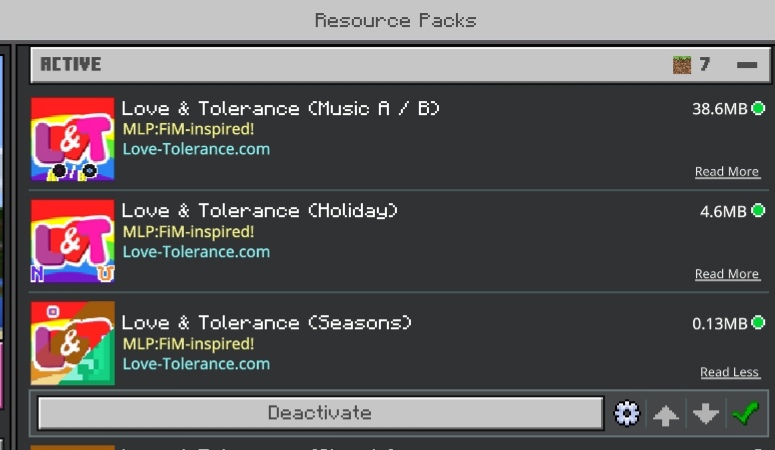 Resource Packs
ACTIVE 7
L&T
Love & Tolerance (Music A / B)
38.6MB
MLP:FiM-inspired!
Love-Tolerance.com
Read More
L&T
N U
Love & Tolerance (Holiday)
4.6MB
MLP:FiM-inspired!
Love-Tolerance.com
Read More
L&
Love & Tolerance (Seasons)
0.13MB
MLP:FiM-inspired!
Love-Tolerance.com
Read Less
Deactivate